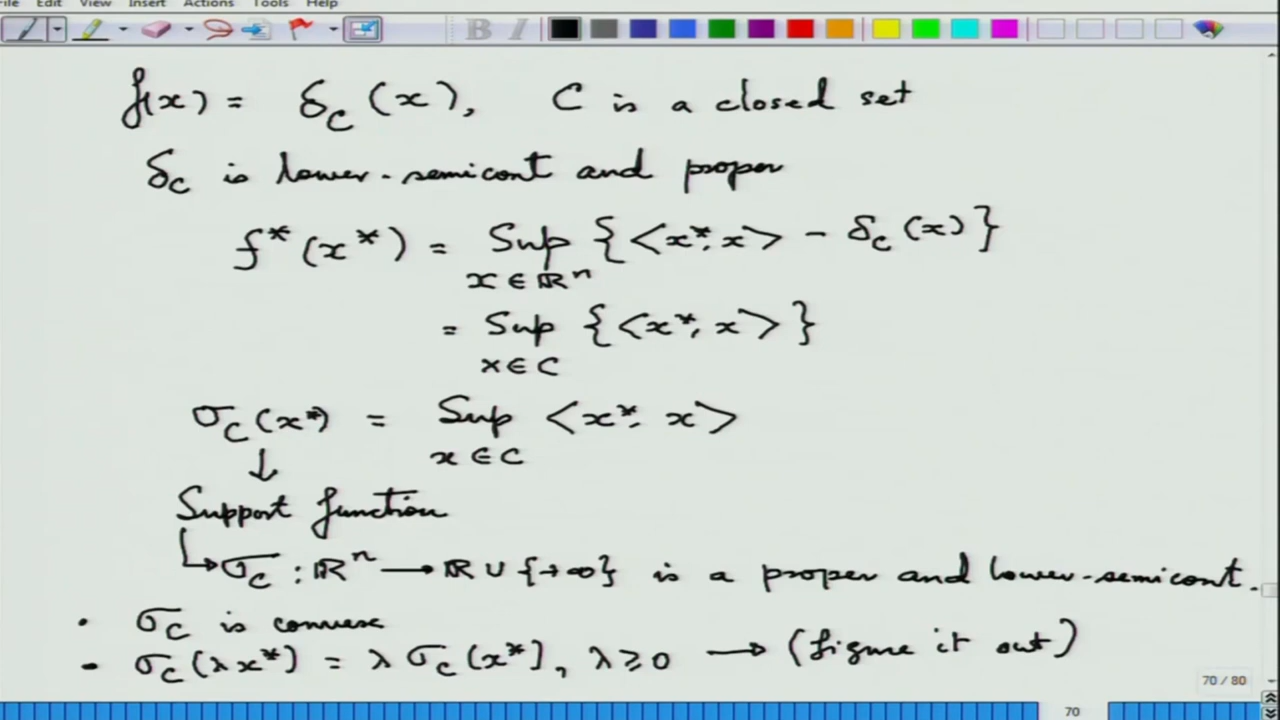 File Edit View Insert Actions Tools Help
B I
f(x) = δ_C (x), C is a closed set
δ_C is lower-semicont and proper
f*(x*) = Sup {<x*, x> - δ_C (x)}
x ∈ ℝⁿ
= Sup {<x*, x>}
x ∈ C
σ_C (x*) = Sup <x*, x>
x ∈ C
↓
Support function
↳ σ_C : ℝⁿ → ℝ ∪ {+∞} is a proper and lower-semicont.
• σ_C is convex
• σ_C (λx*) = λ σ_C (x*), λ ≥ 0 → (figure it out)
70 / 80
70